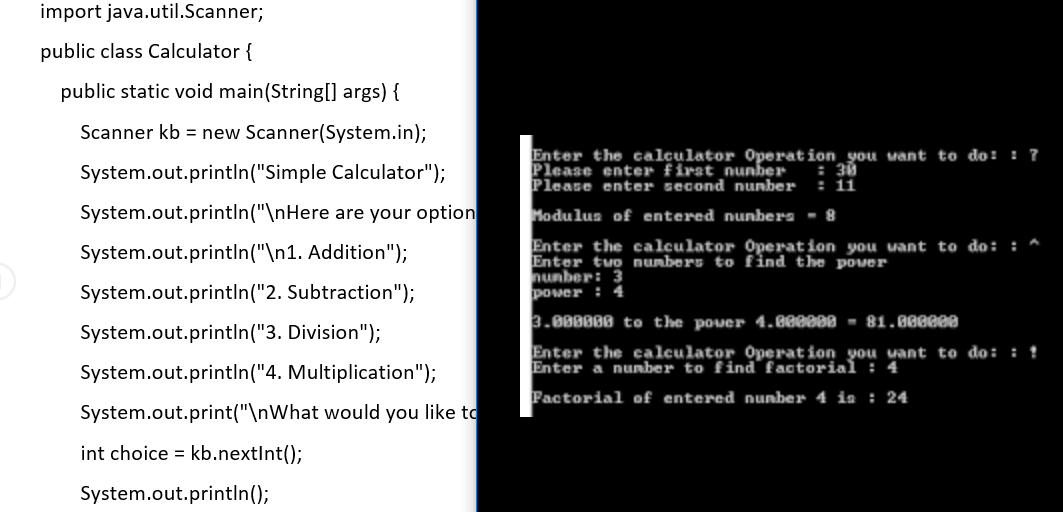 import java.util.Scanner;
public class Calculator {
public static void main(String[] args) {
Scanner kb = new Scanner(System.in);
System.out.println("Simple Calculator");
System.out.println("\nHere are your option
System.out.println("\n1. Addition");
System.out.println("2. Subtraction");
System.out.println("3. Division");
System.out.println("4. Multiplication");
System.out.print("\nWhat would you like to
int choice = kb.nextInt();
System.out.println();
Enter the calculator Operation you want to do: : 7
Please enter first number : 30
Please enter second number : 11
Modulus of entered numbers = 8
Enter the calculator Operation you want to do: : ^
Enter two numbers to find the power
number: 3
power : 4
3.000000 to the power 4.000000 = 81.000000
Enter the calculator Operation you want to do: : !
Enter a number to find factorial : 4
Factorial of entered number 4 is : 24